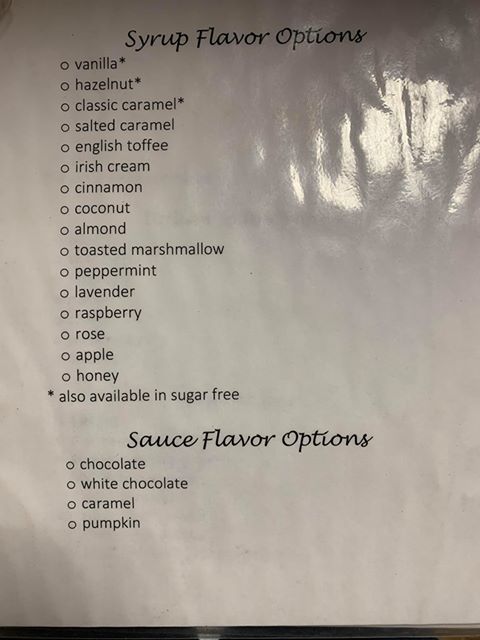 Syrup Flavor Options
o vanilla*
o hazelnut*
o classic caramel*
o salted caramel
o english toffee
o irish cream
o cinnamon
o coconut
o almond
o toasted marshmallow
o peppermint
o lavender
o raspberry
o rose
o apple
o honey
* also available in sugar free
Sauce Flavor Options
o chocolate
o white chocolate
o caramel
o pumpkin